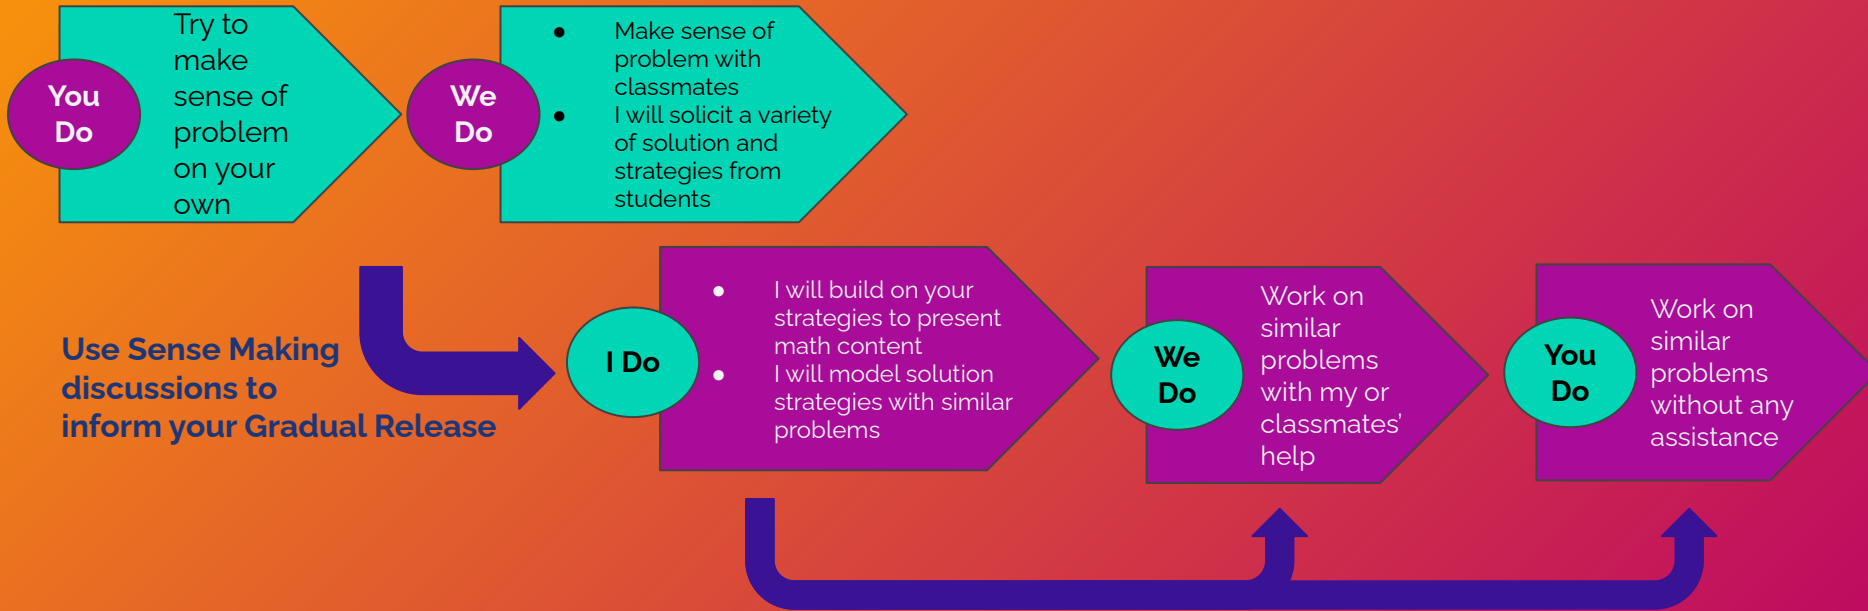 You
Do
Try to
make
sense of
problem
on your
own
We
Do
● Make sense of
problem with
classmates
● I will solicit a variety
of solution and
strategies from
students
Use Sense Making
discussions to
inform your Gradual Release
I Do
● I will build on your
strategies to present
math content
● I will model solution
strategies with similar
problems
We
Do
Work on
similar
problems
with my or
classmates’
help
You
Do
Work on
similar
problems
without any
assistance